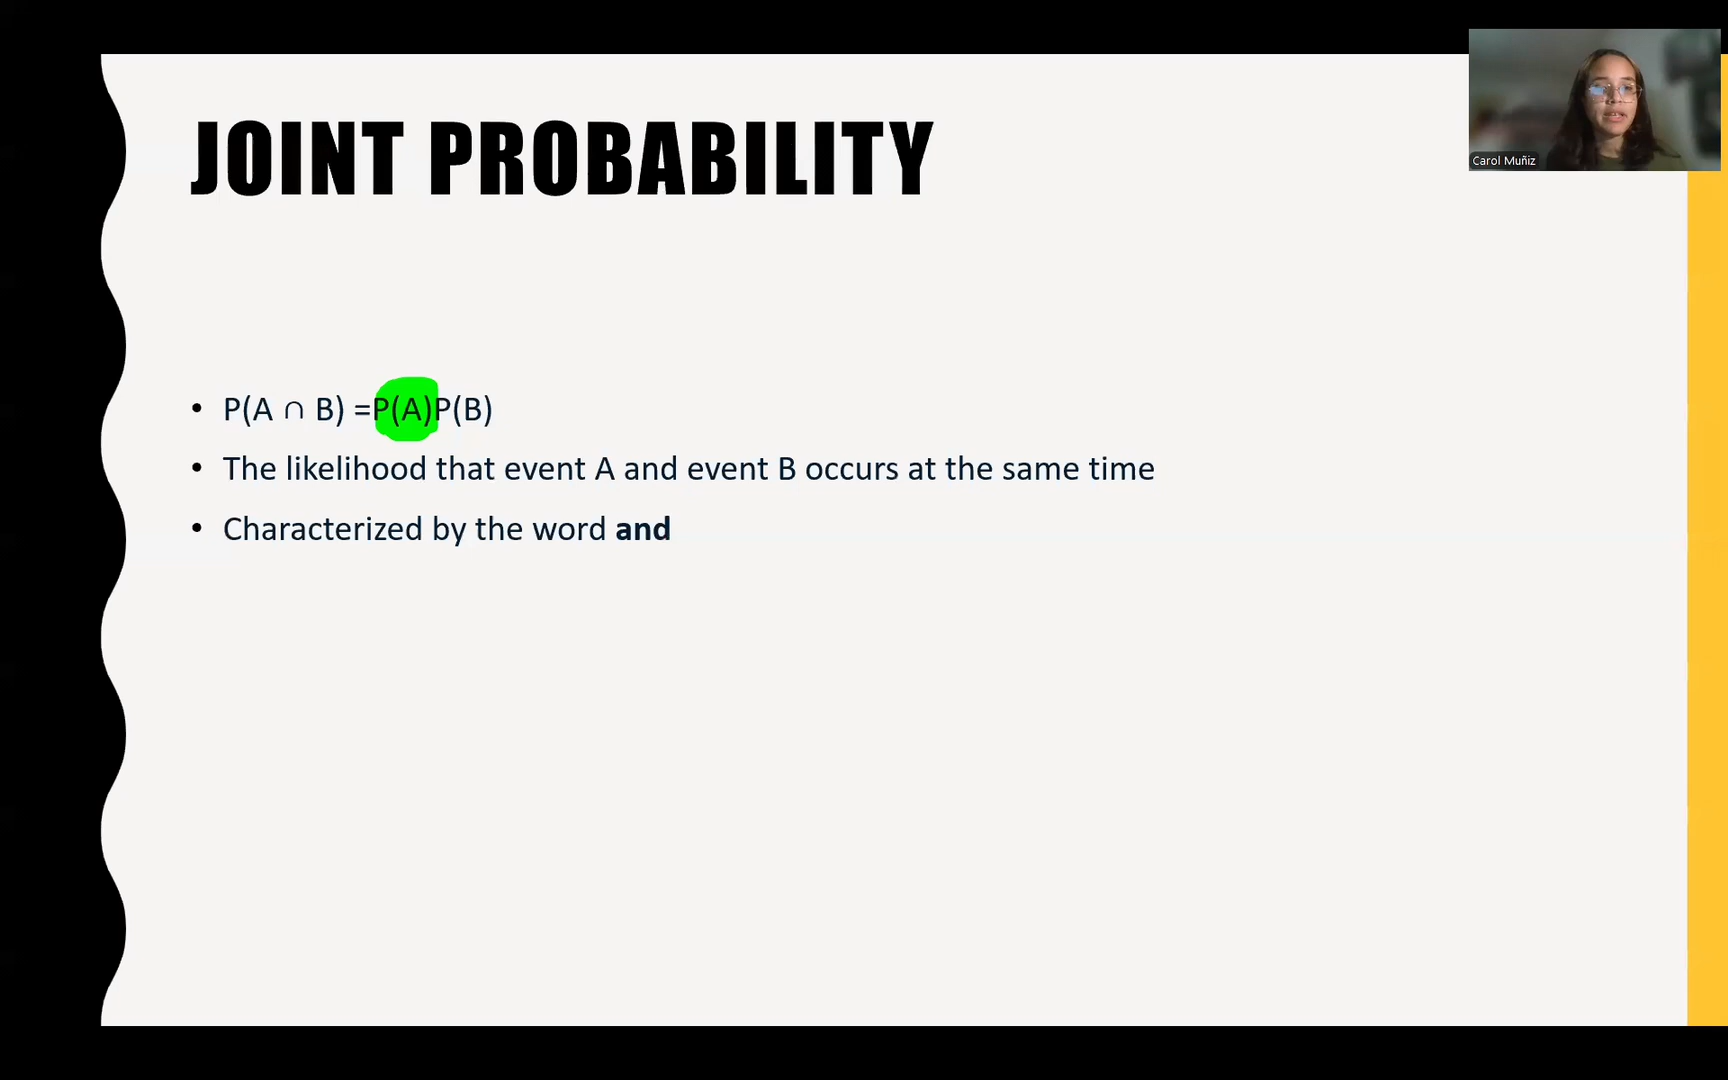 JOINT PROBABILITY
Carol Muñiz
• P(A ∩ B) =P(A)P(B)
• The likelihood that event A and event B occurs at the same time
• Characterized by the word and